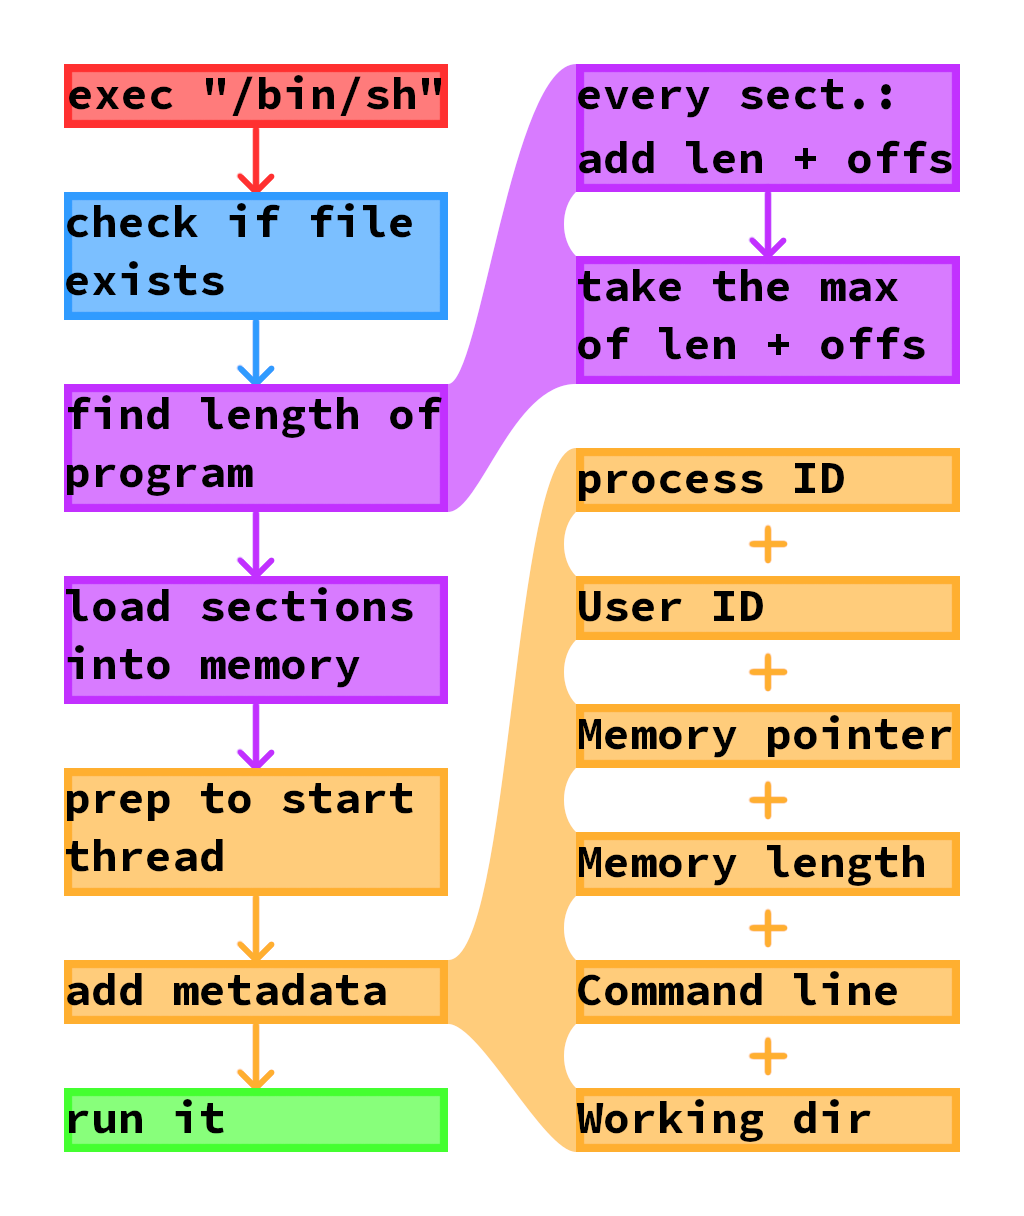 exec "/bin/sh"
check if file
exists
find length of
program
load sections
into memory
prep to start
thread
add metadata
run it
every sect.:
add len + offs
take the max
of len + offs
process ID
+
User ID
+
Memory pointer
+
Memory length
+
Command line
+
Working dir